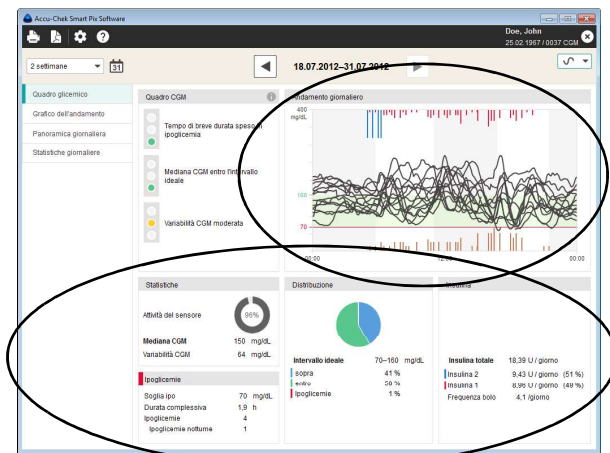 Accu-Chek Smart Pix Software
Doe, John
25.02.1967 / 0037 CGM
2 settimane
31
18.07.2012–31.07.2012
Quadro glicemico
Grafico dell'andamento
Panoramica giornaliera
Statistiche giornaliere
Quadro CGM
Tempo di breve durata speso in
ipoglicemia
Mediana CGM entro l'intervallo
ideale
Variabilità CGM moderata
Andamento giornaliero
400
mg/dL
160
70
00:00
12:00
00:00
Statistiche
Attività del sensore
96%
Mediana CGM 150 mg/dL
Variabilità CGM 64 mg/dL
Ipoglicemie
Soglia ipo 70 mg/dL
Durata complessiva 1,9 h
Ipoglicemie 4
Ipoglicemie notturne 1
Distribuzione
Intervallo ideale 70–160 mg/dL
sopra 41 %
entro 58 %
Ipoglicemie 1 %
Insulina
Insulina totale 18,39 U / giorno
Insulina 2 9,43 U / giorno (51 %)
Insulina 1 8,96 U / giorno (49 %)
Frequenza bolo 4,1 /giorno